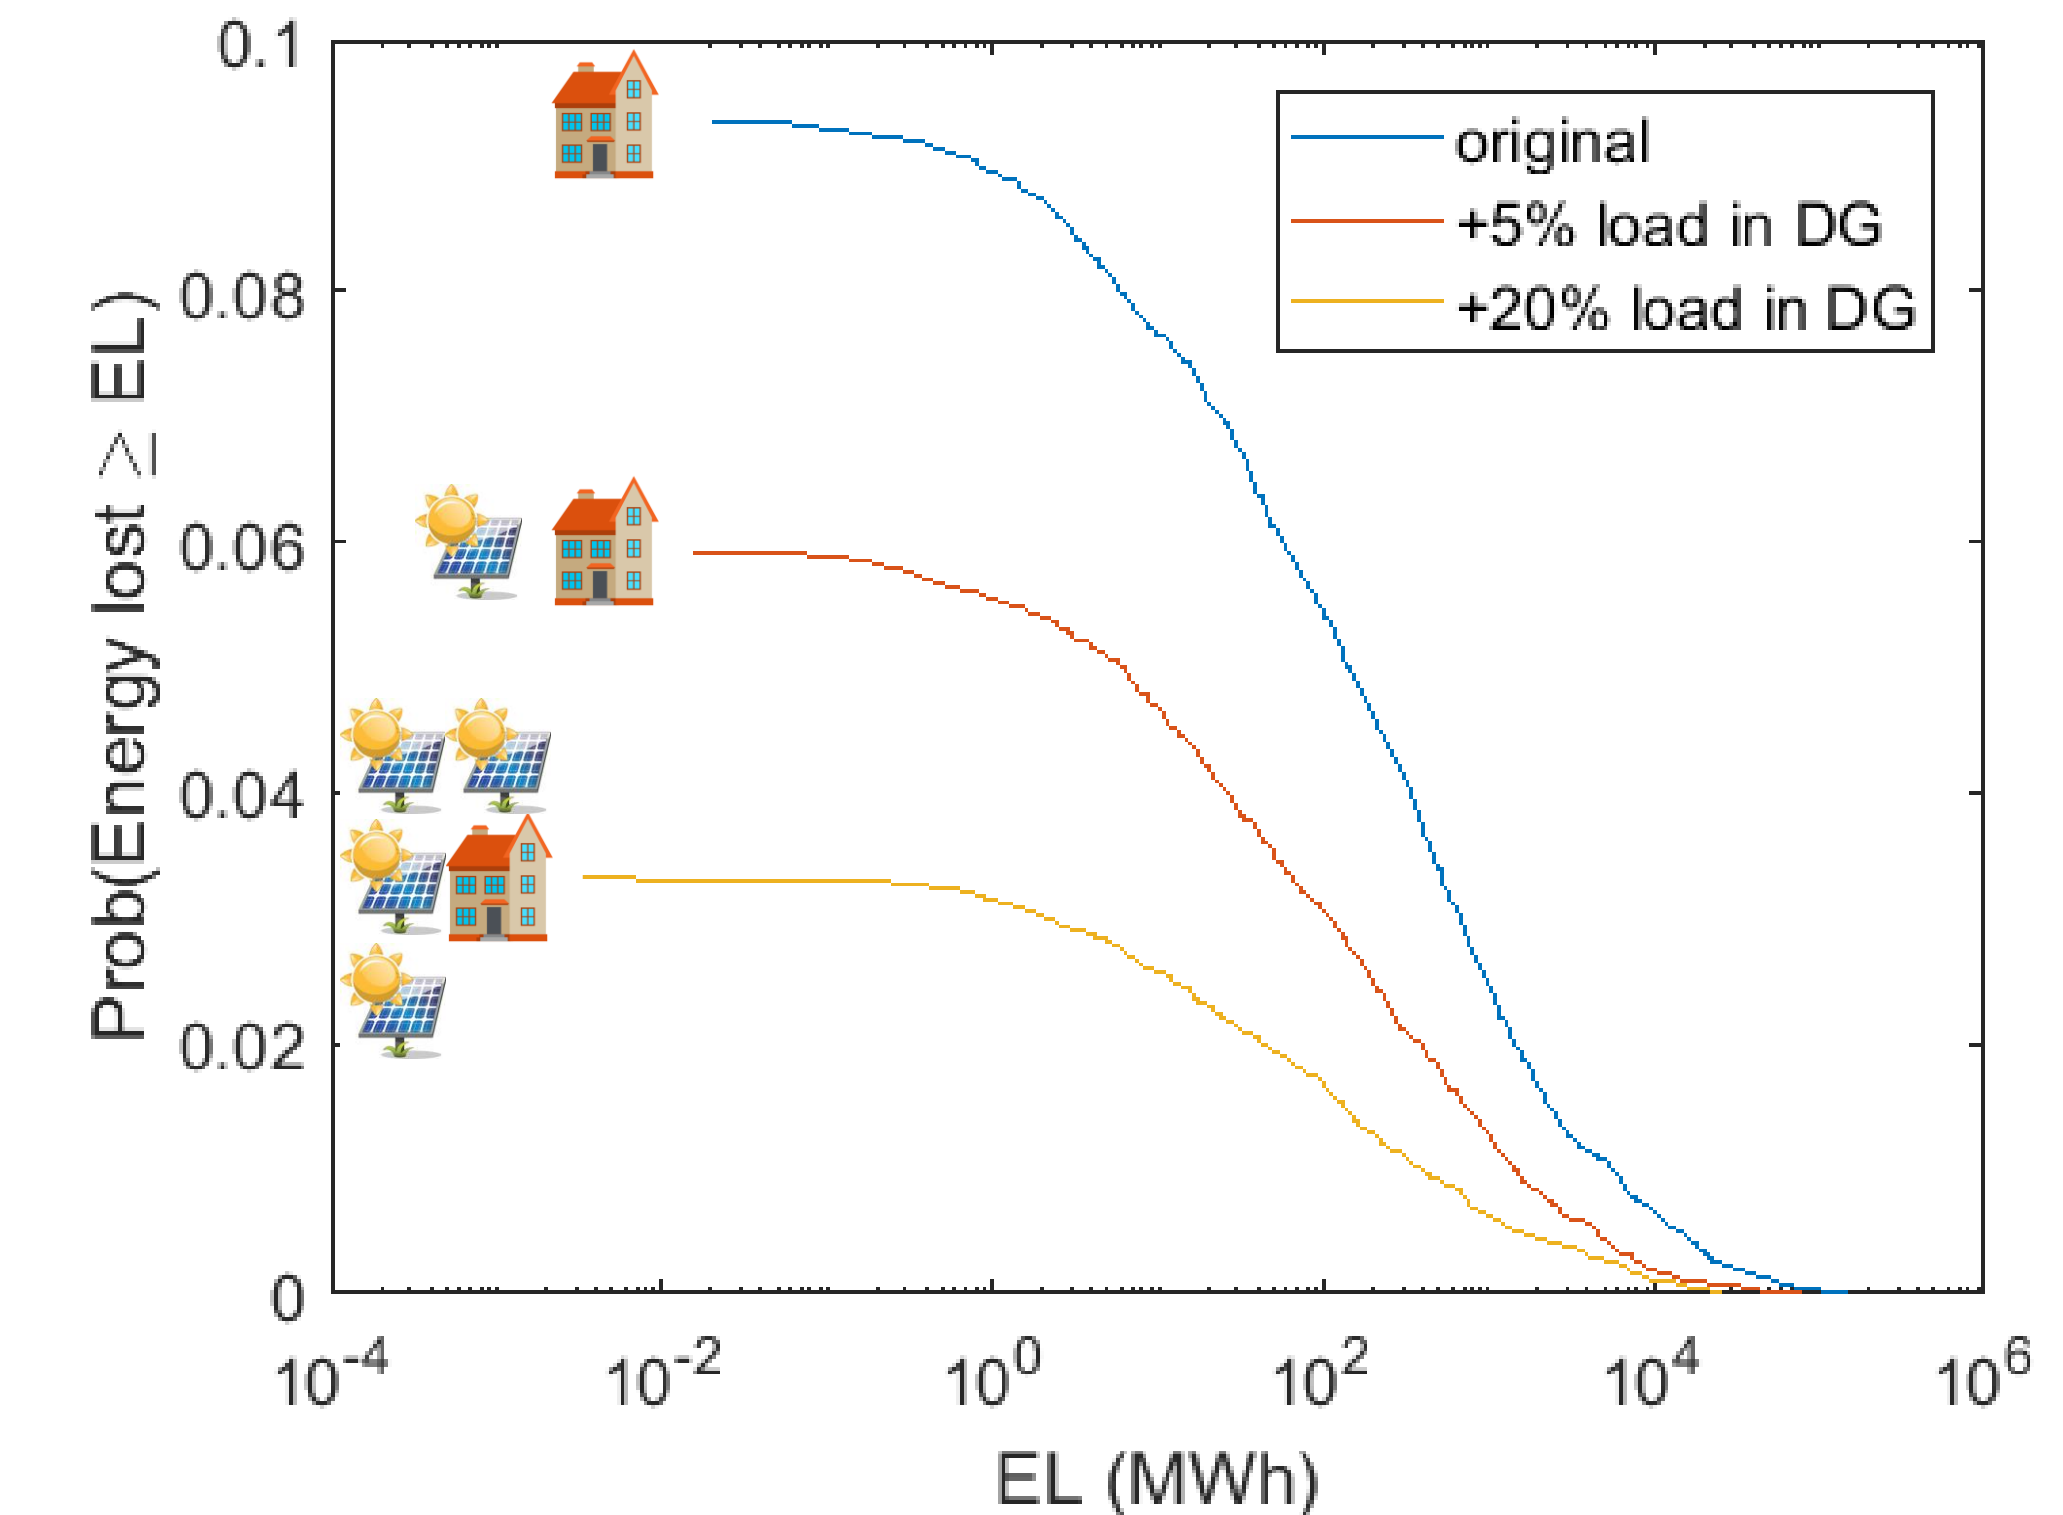 0.1
0.08
0.06
0.04
0.02
0
Prob(Energy lost ≥ EL)
original
+5% load in DG
+20% load in DG
10^-4
10^-2
10^0
10^2
10^4
10^6
EL (MWh)